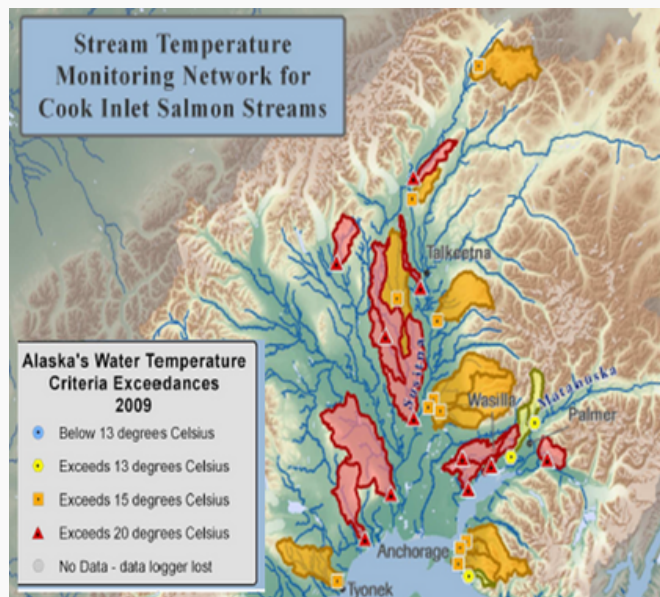 Stream Temperature
Monitoring Network for
Cook Inlet Salmon Streams
Talkeetna
Susitna
Wasilla
Matanuska
Palmer
Anchorage
Tyonek
Alaska's Water Temperature
Criteria Exceedances
2009
Below 13 degrees Celsius
Exceeds 13 degrees Celsius
Exceeds 15 degrees Celsius
Exceeds 20 degrees Celsius
No Data - data logger lost